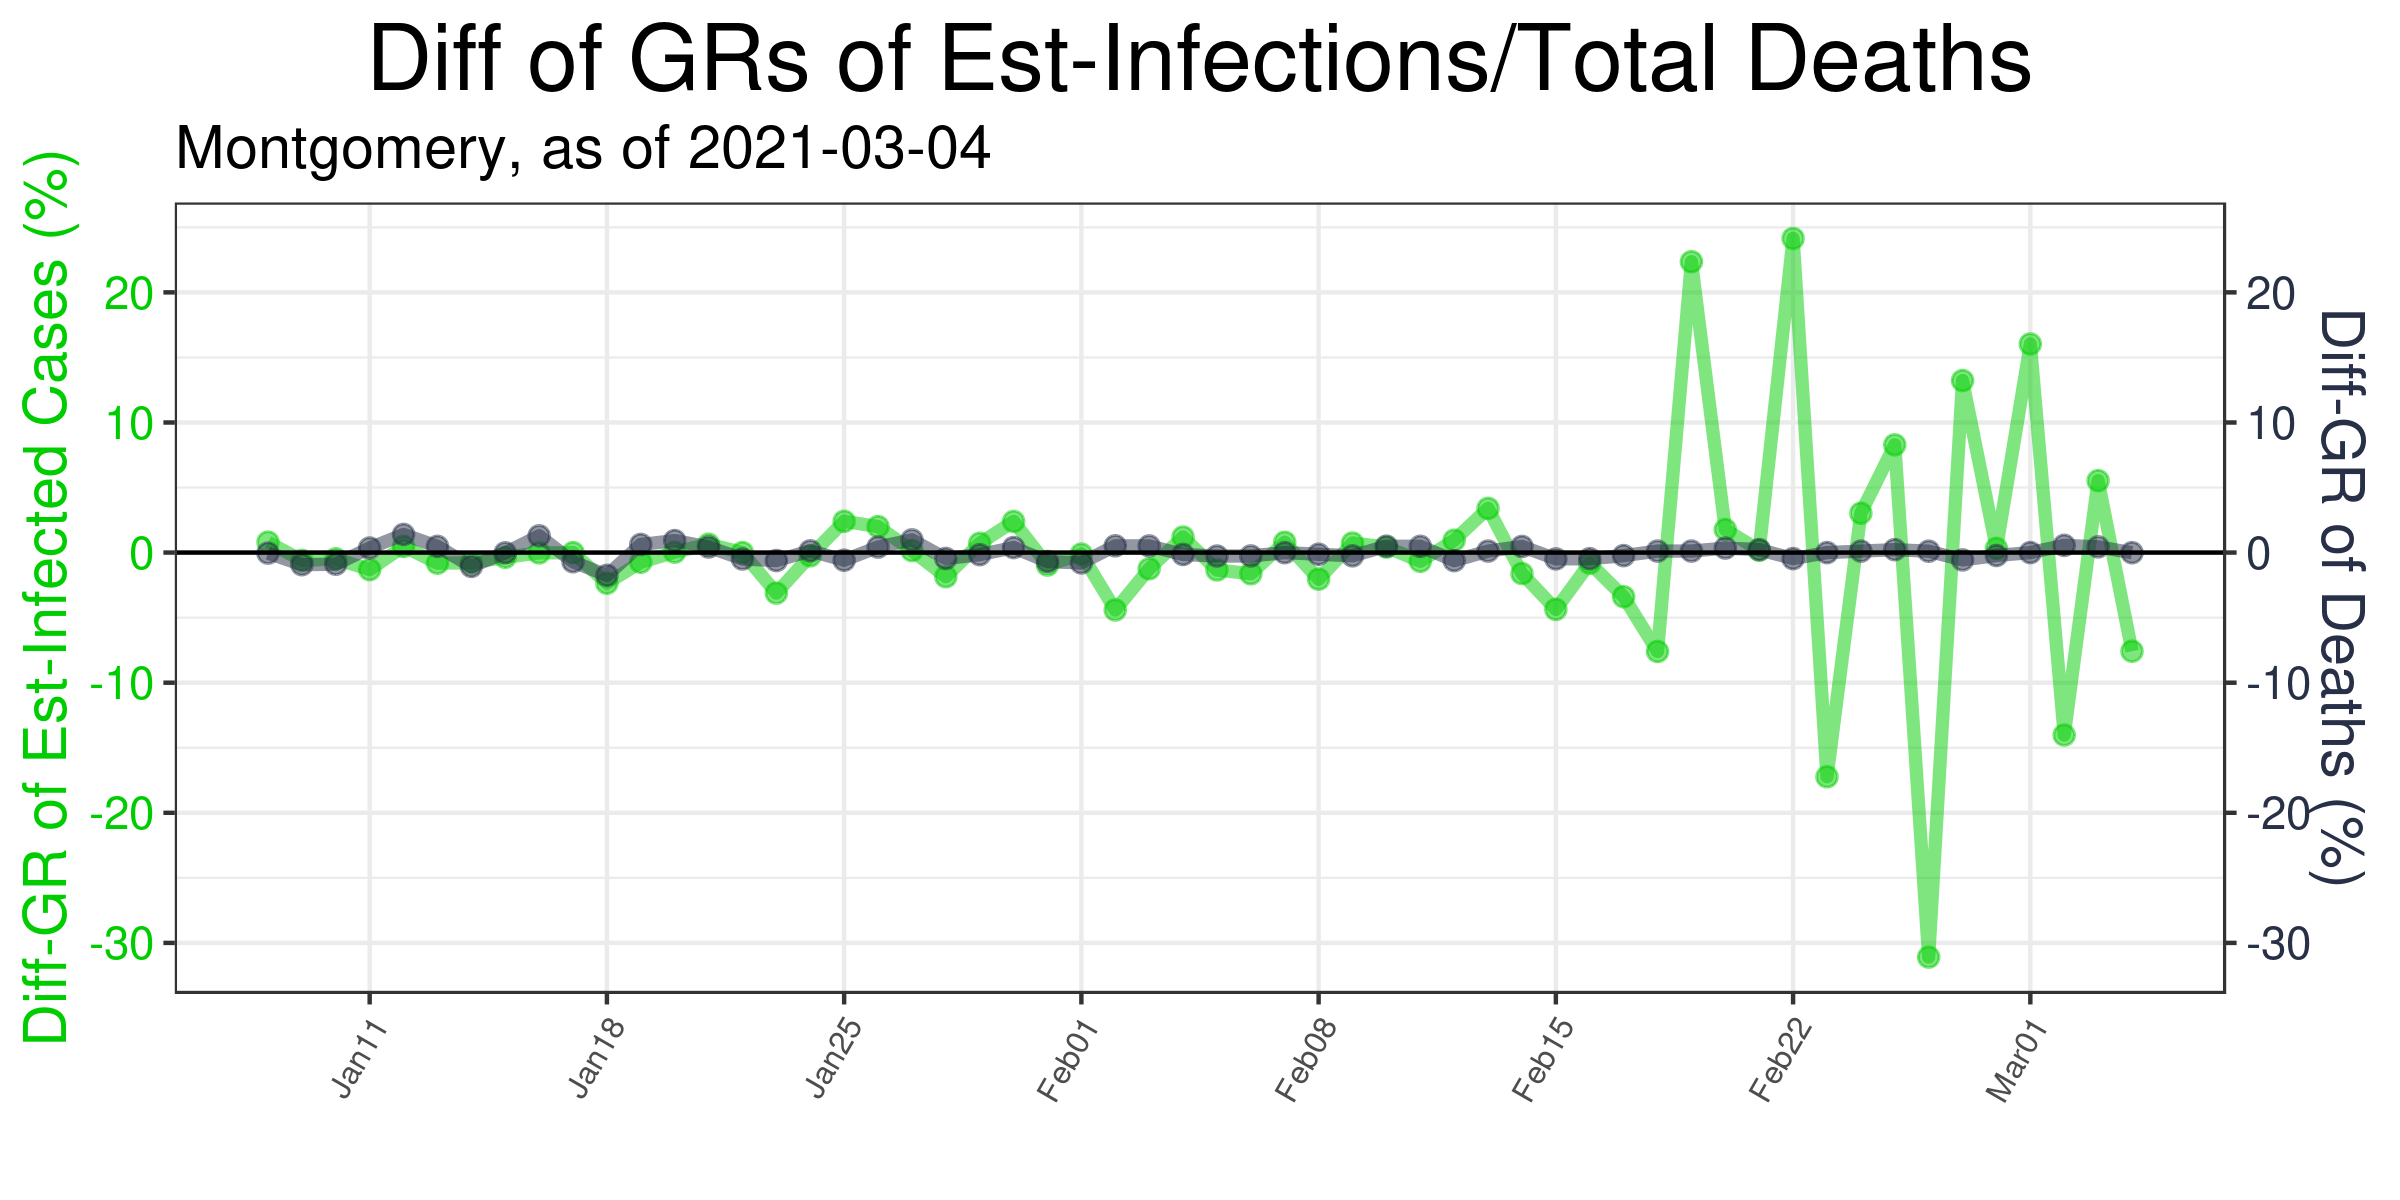 Diff of GRs of Est-Infections/Total Deaths
Montgomery, as of 2021-03-04
Diff-GR of Est-Infected Cases (%)
20
10
0
-10
-20
-30
20
10
0
-10
-20
-30
Diff-GR of Deaths (%)
Jan11
Jan18
Jan25
Feb01
Feb08
Feb15
Feb22
Mar01